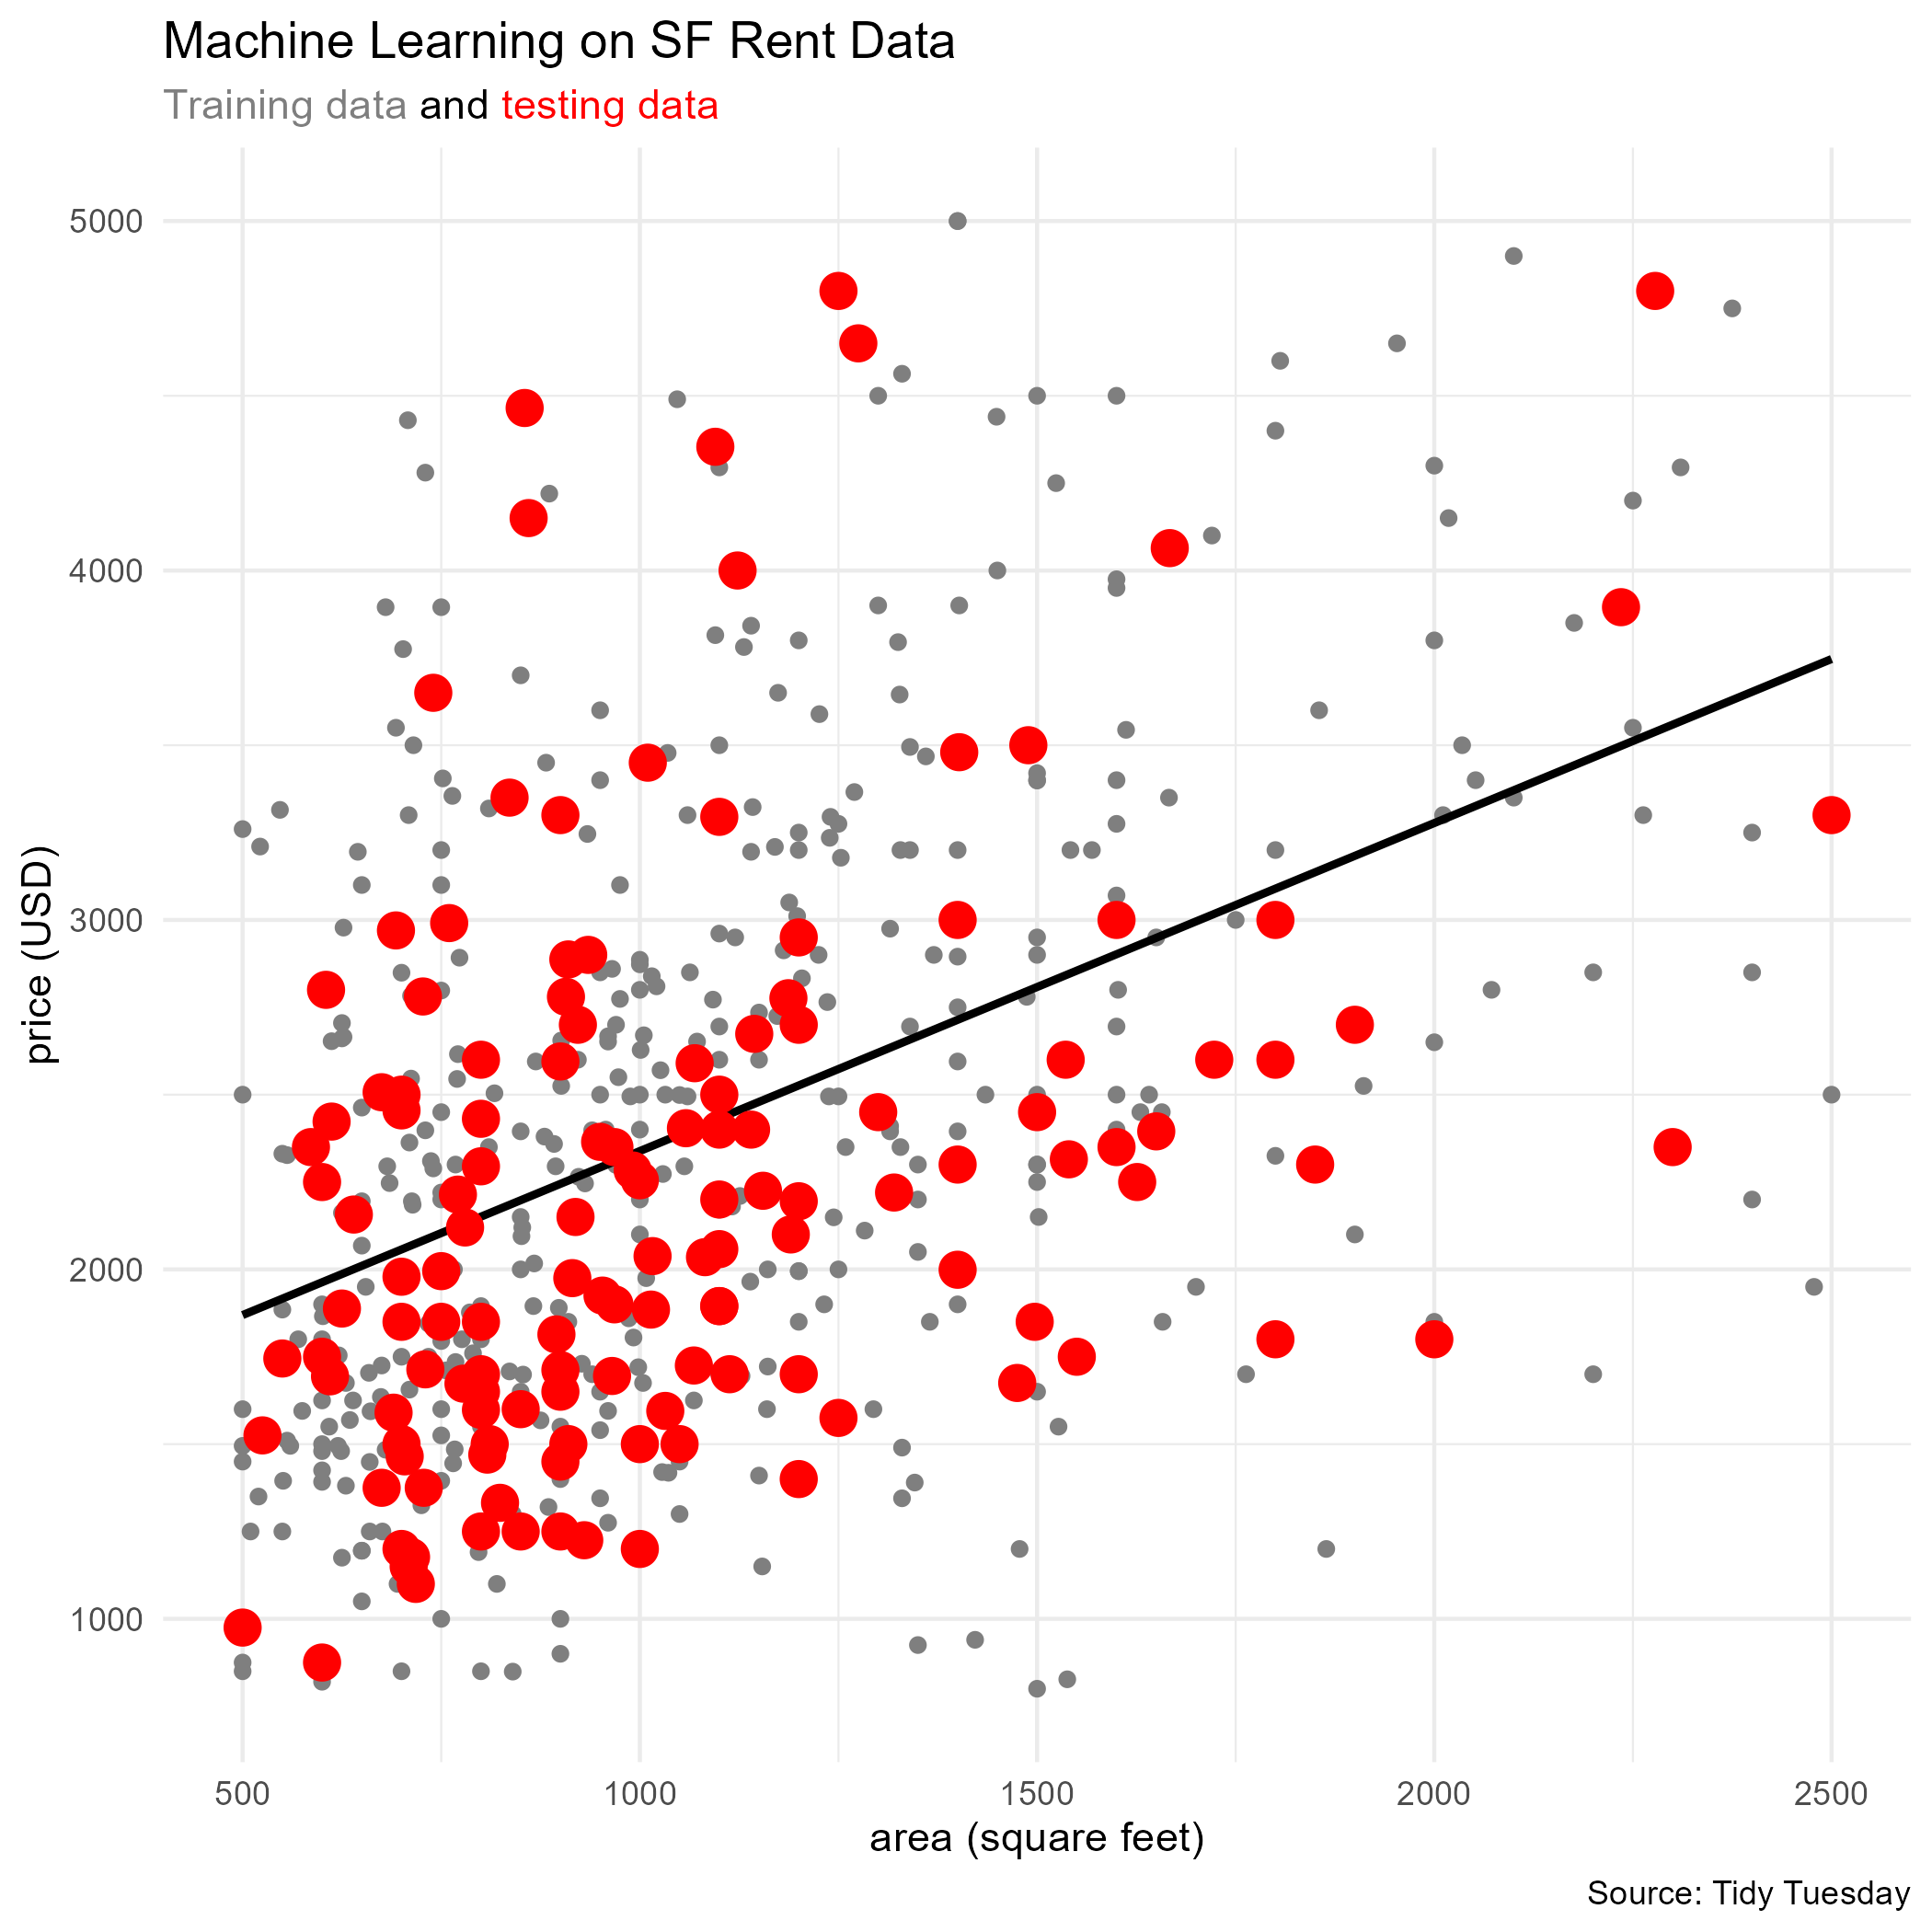 Machine Learning on SF Rent Data
Training data and testing data
5000
4000
3000
2000
1000
price (USD)
500 1000 1500 2000 2500
area (square feet)
Source: Tidy Tuesday